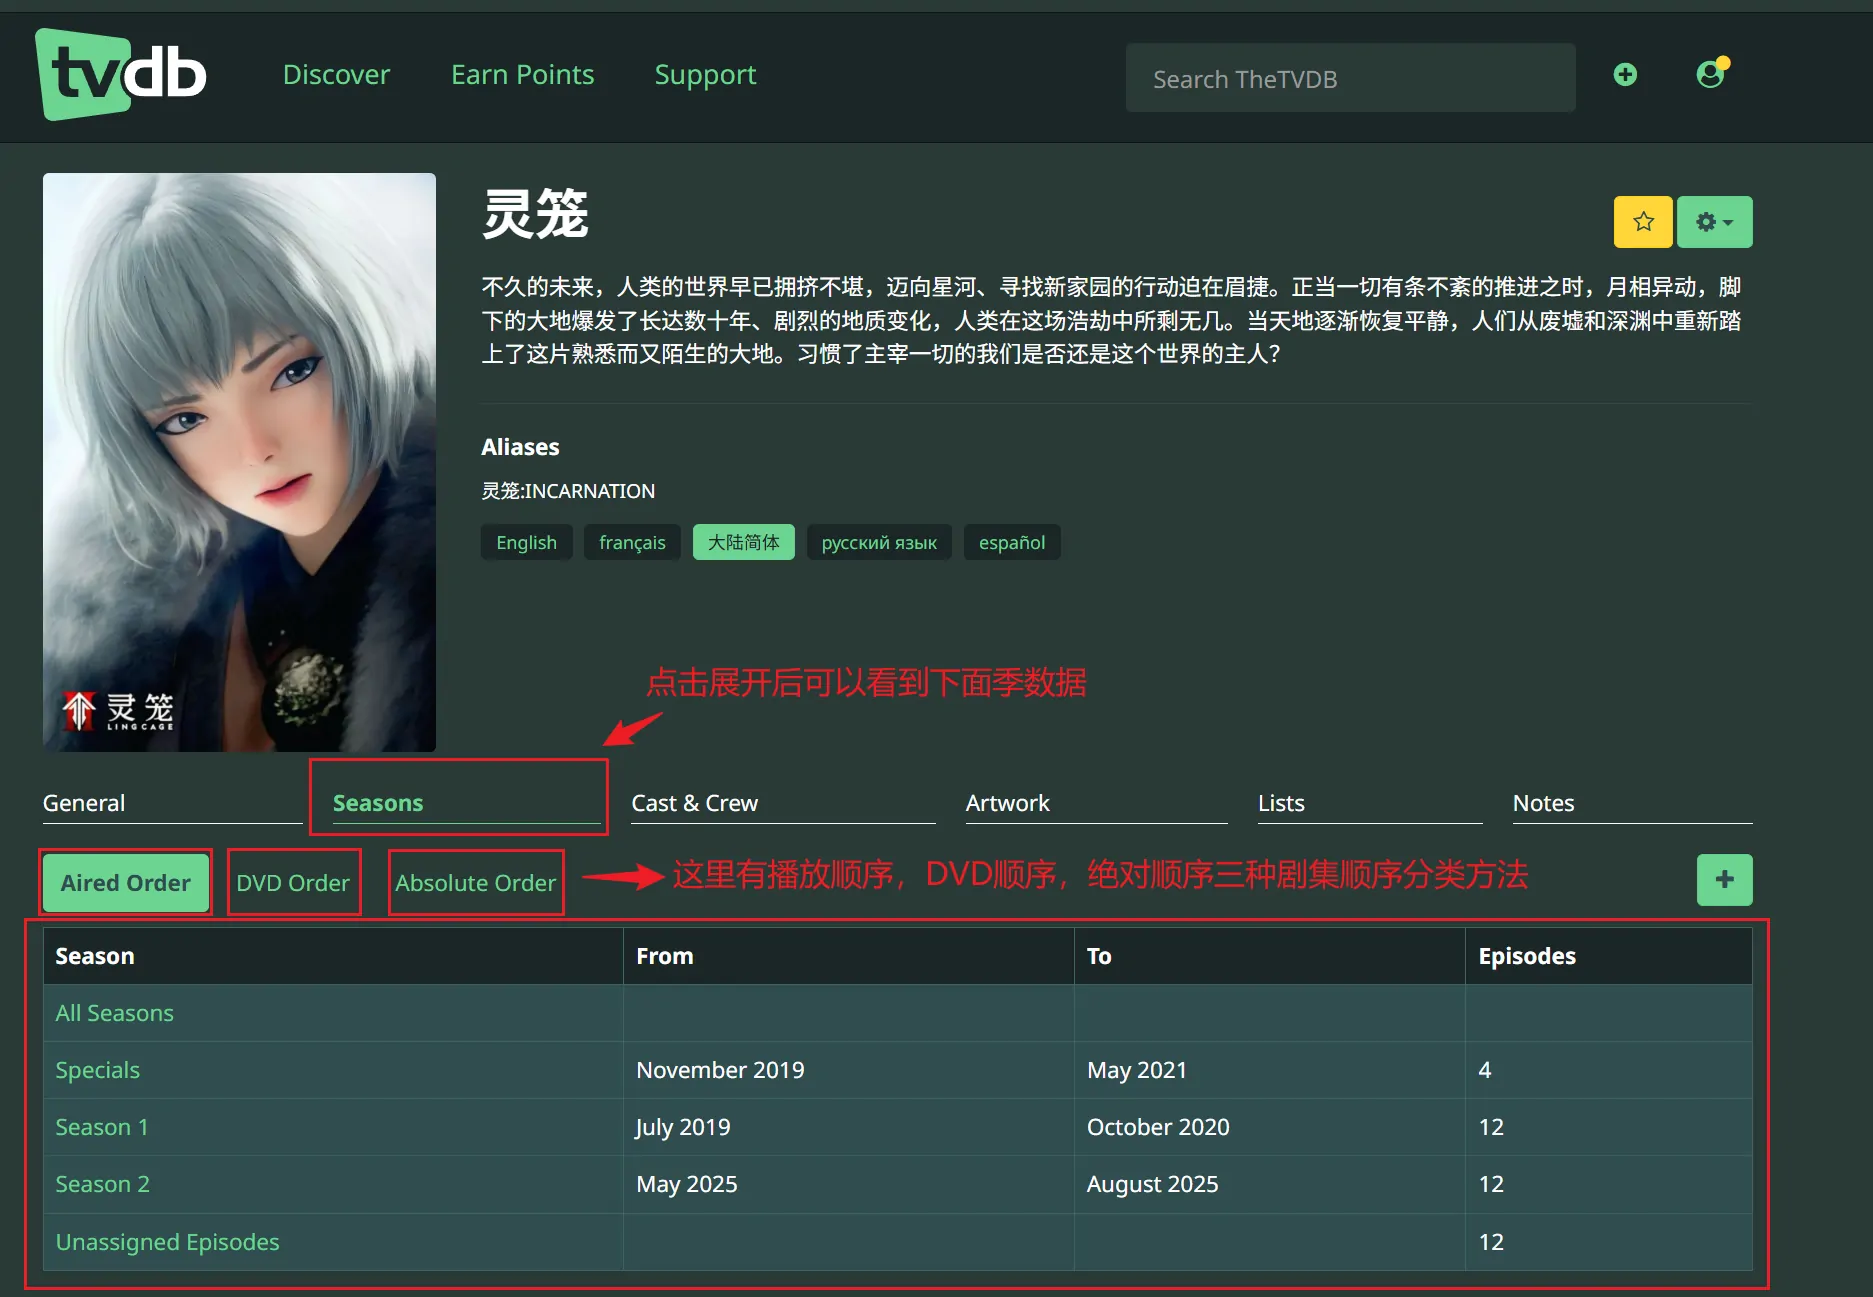 tvdb
Discover
Earn Points
Support
Search TheTVDB
灵笼
不久的未来，人类的世界早已拥挤不堪，迈向星河、寻找新家园的行动迫在眉捷。正当一切有条不紊的推进之时，月相异动，脚
下的大地爆发了长达数十年、剧烈的地质变化，人类在这场浩劫中所剩无几。当天地逐渐恢复平静，人们从废墟和深渊中重新踏
上了这片熟悉而又陌生的大地。习惯了主宰一切的我们是否还是这个世界的主人？
Aliases
灵笼:INCARNATION
English
français
大陆简体
русский язык
español
灵笼
LINGCAGE
点击展开后可以看到下面季数据
General
Seasons
Cast & Crew
Artwork
Lists
Notes
Aired Order
DVD Order
Absolute Order
这里有播放顺序，DVD顺序，绝对顺序三种剧集顺序分类方法
Season From To Episodes
All Seasons
Specials November 2019 May 2021 4
Season 1 July 2019 October 2020 12
Season 2 May 2025 August 2025 12
Unassigned Episodes 12